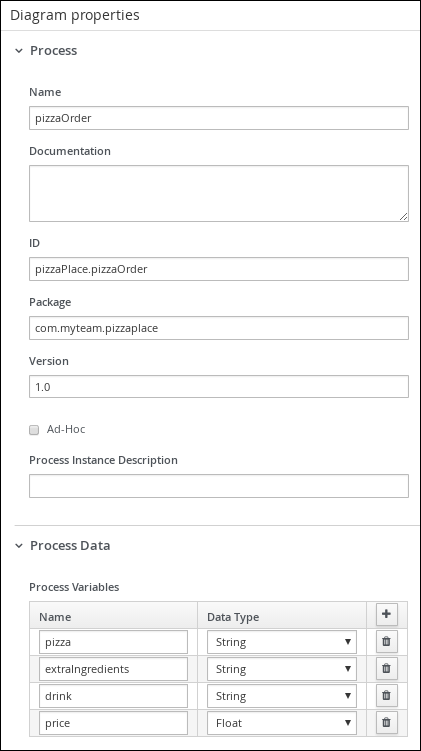 Diagram properties
Process
Name
pizzaOrder
Documentation
ID
pizzaPlace.pizzaOrder
Package
com.myteam.pizzaplace
Version
1.0
Ad-Hoc
Process Instance Description
Process Data
Process Variables
Name Data Type
pizza String
extraIngredients String
drink String
price Float